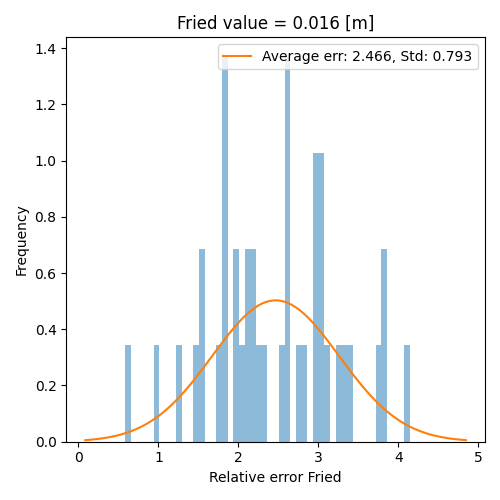 Fried value = 0.016 [m]
Average err: 2.466, Std: 0.793
Frequency
1.4
1.2
1.0
0.8
0.6
0.4
0.2
0.0
0 1 2 3 4 5
Relative error Fried